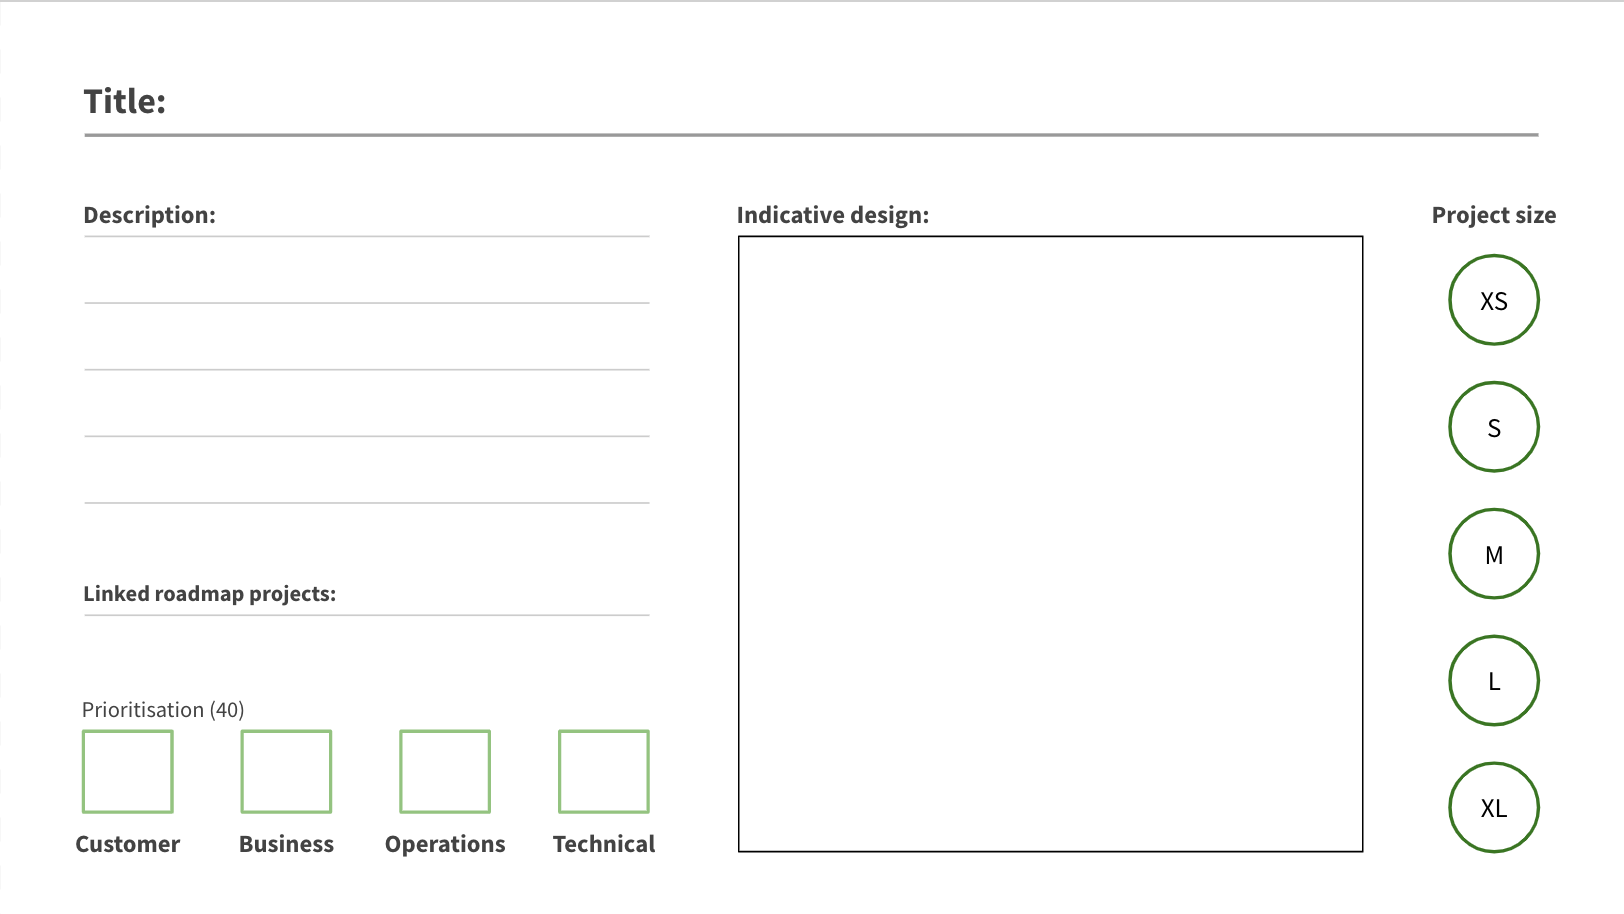 Title:
Description:
Linked roadmap projects:
Prioritisation (40)
Customer
Business
Operations
Technical
Indicative design:
Project size
XS
S
M
L
XL